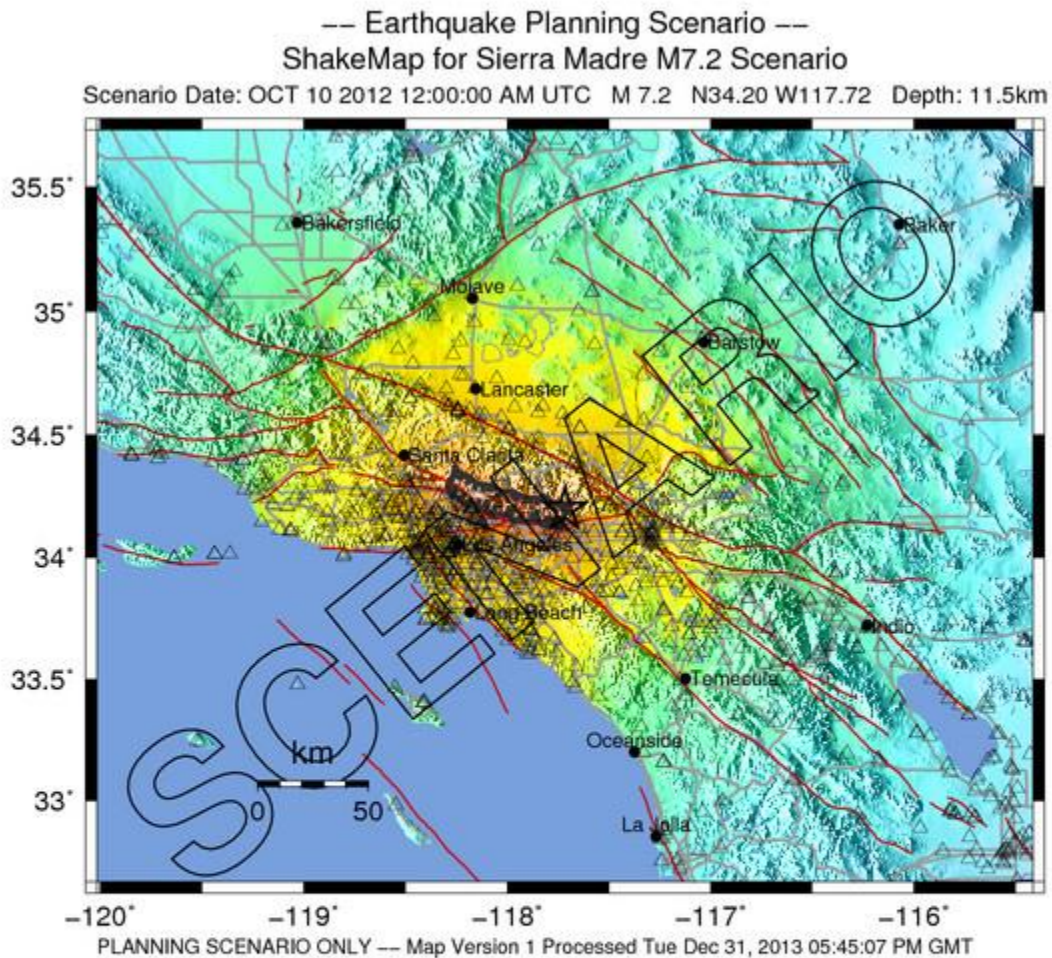 -- Earthquake Planning Scenario --
ShakeMap for Sierra Madre M7.2 Scenario
Scenario Date: OCT 10 2012 12:00:00 AM UTC M 7.2 N34.20 W117.72 Depth: 11.5km
35.5°
35°
34.5°
34°
33.5°
33°
Bakersfield
Baker
Mojave
Barstow
Lancaster
Santa Clarita
Los Angeles
Long Beach
Indio
Temecula
Oceanside
La Jolla
SCENARIO
km
0 50
-120° -119° -118° -117° -116°
PLANNING SCENARIO ONLY -- Map Version 1 Processed Tue Dec 31, 2013 05:45:07 PM GMT